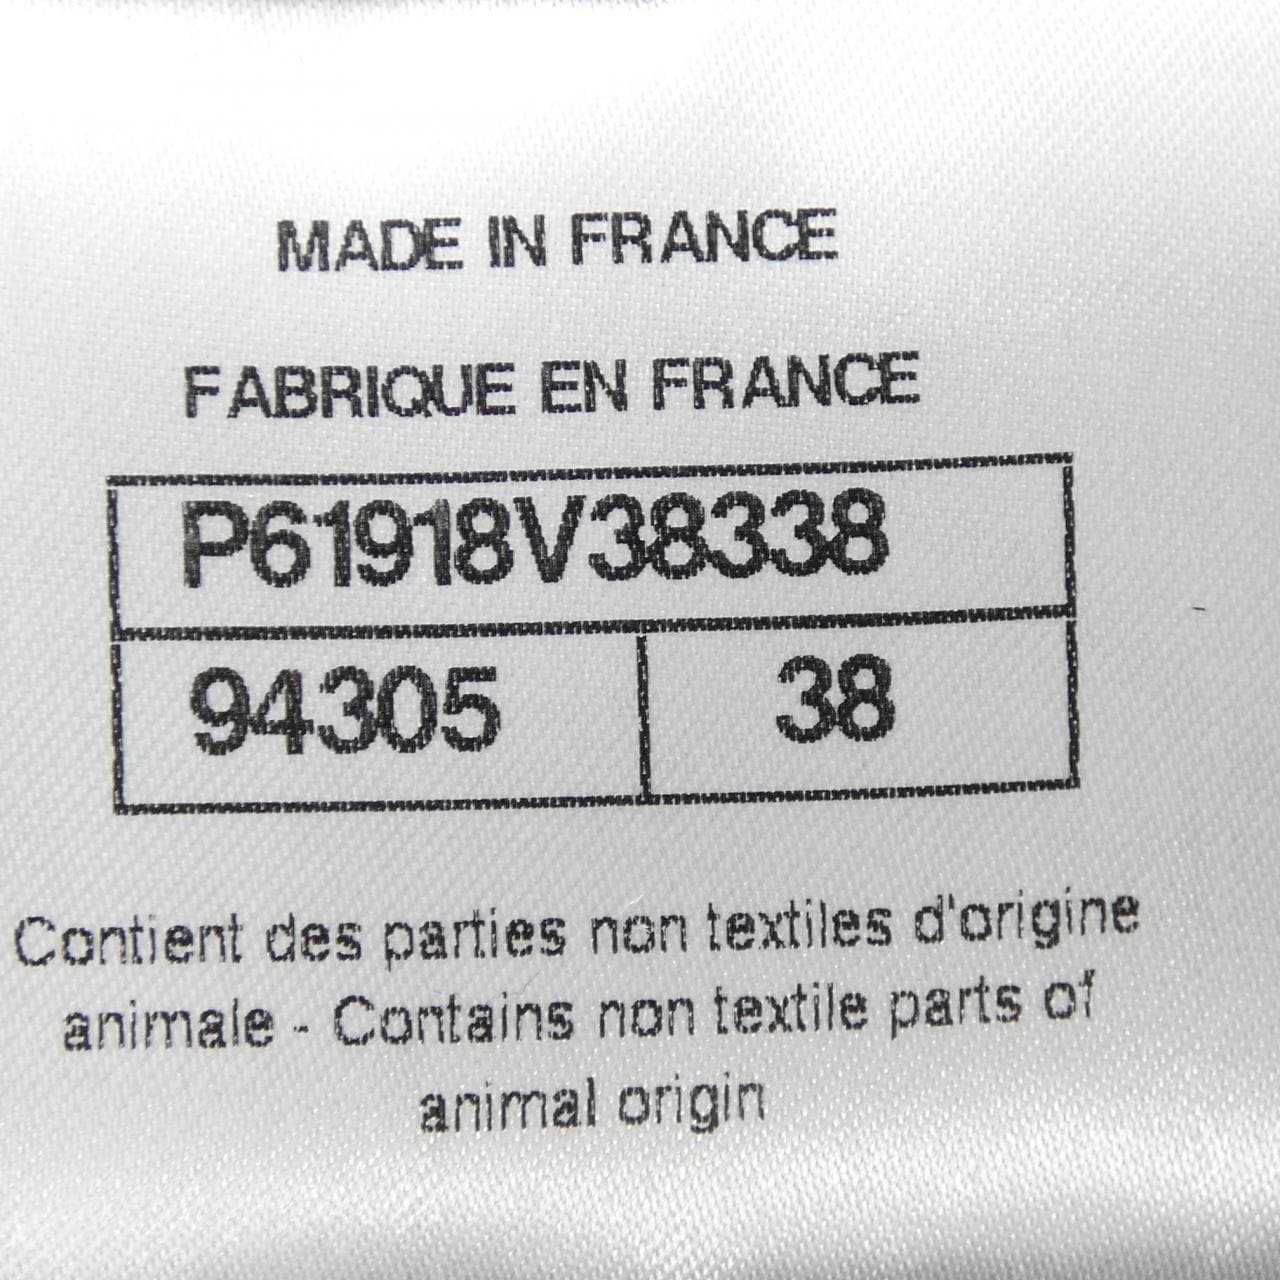 MADE IN FRANCE
FABRIQUE EN FRANCE
P61918V38338
94305 38
Contient des parties non textiles d'origine
animale - Contains non textile parts of
animal origin